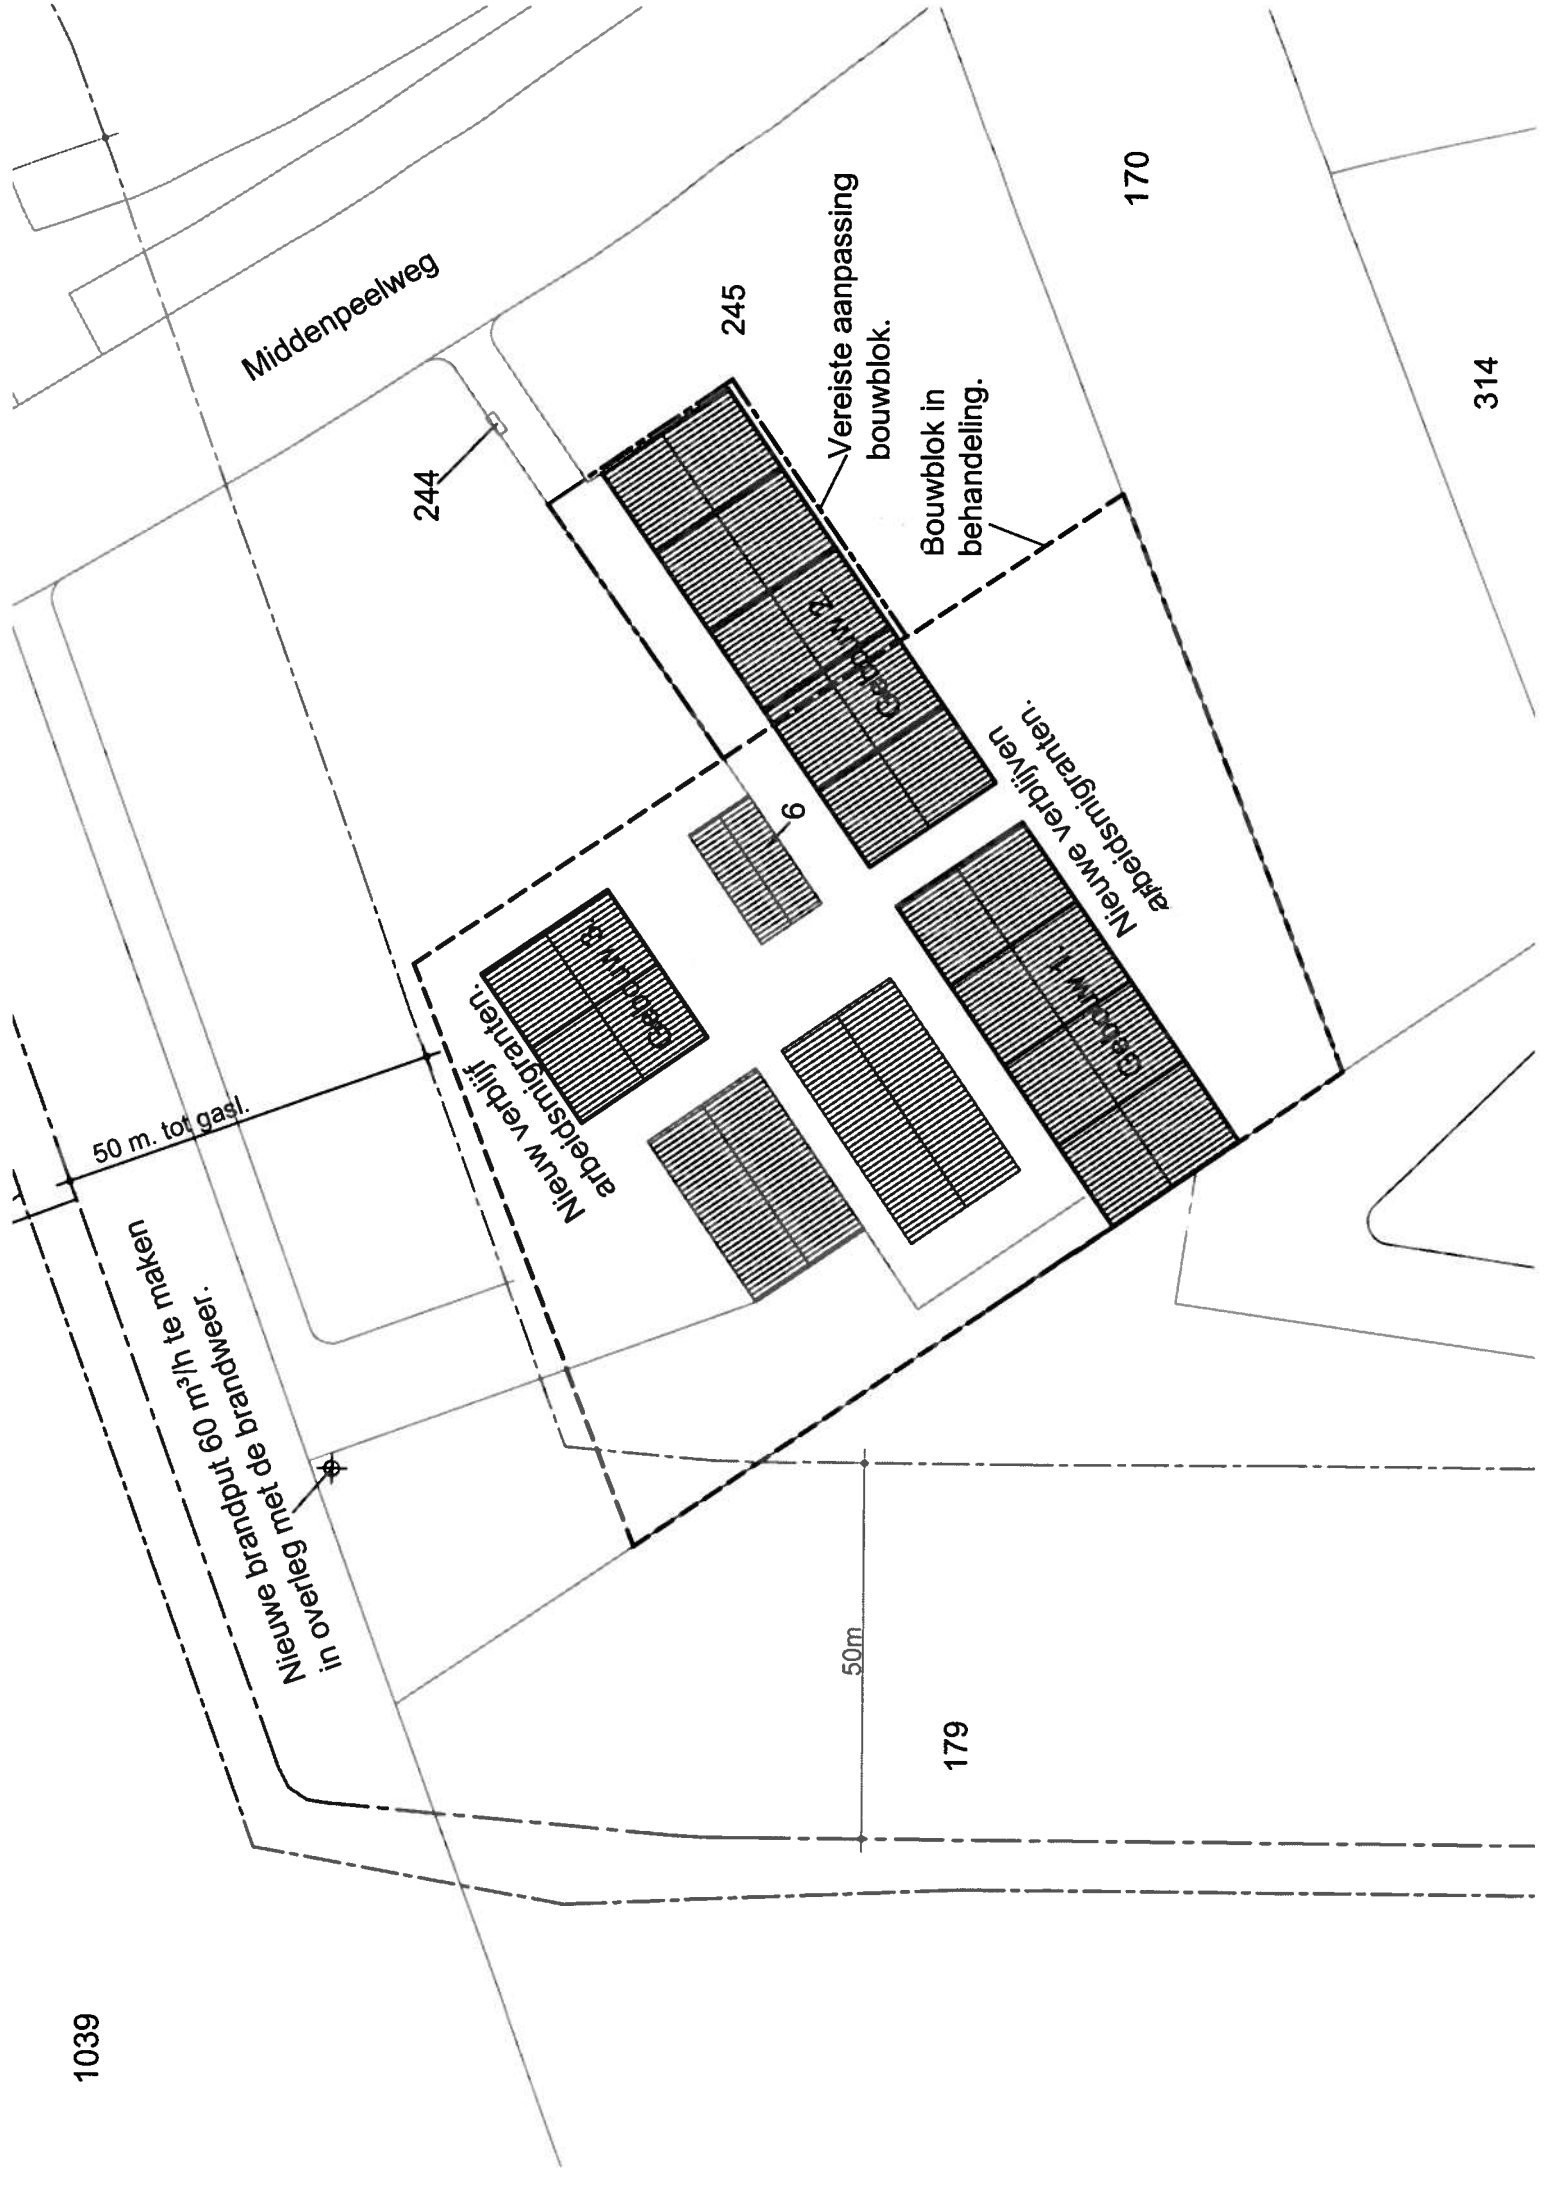 Middenpeelweg
244
245
170
314
Vereiste aanpassing
bouwblok.
Bouwblok in
behandeling.
Gebouw 2.
6
Nieuwe verblijven
arbeidsmigranten.
Gebouw 1.
Gebouw 3.
Nieuw verblijf
arbeidsmigranten.
50 m. tot gasl.
Nieuwe brandput 60 m³/h te maken
in overleg met de brandweer.
50m
179
1039